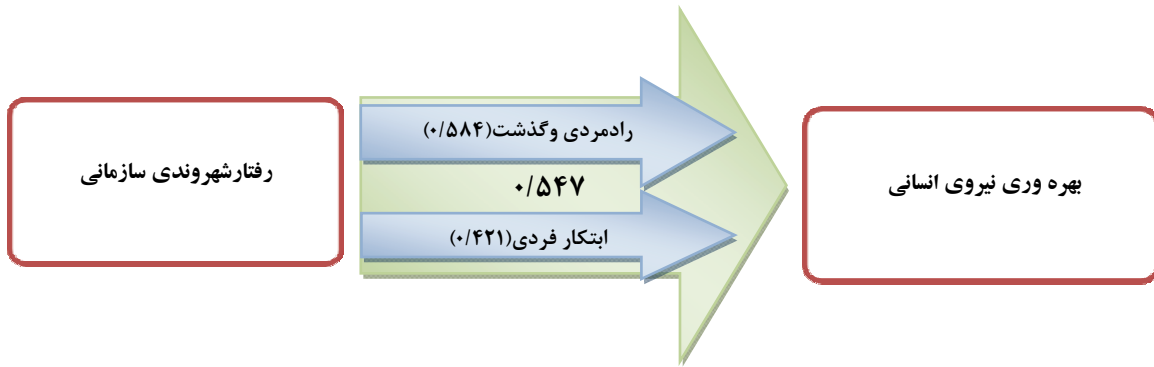 رفتارشهروندی سازمانی
رادمردی وگذشت(۰/۵۸۴)
۰/۵۴۷
ابتکار فردی(۰/۴۲۱)
بهره وری نیروی انسانی